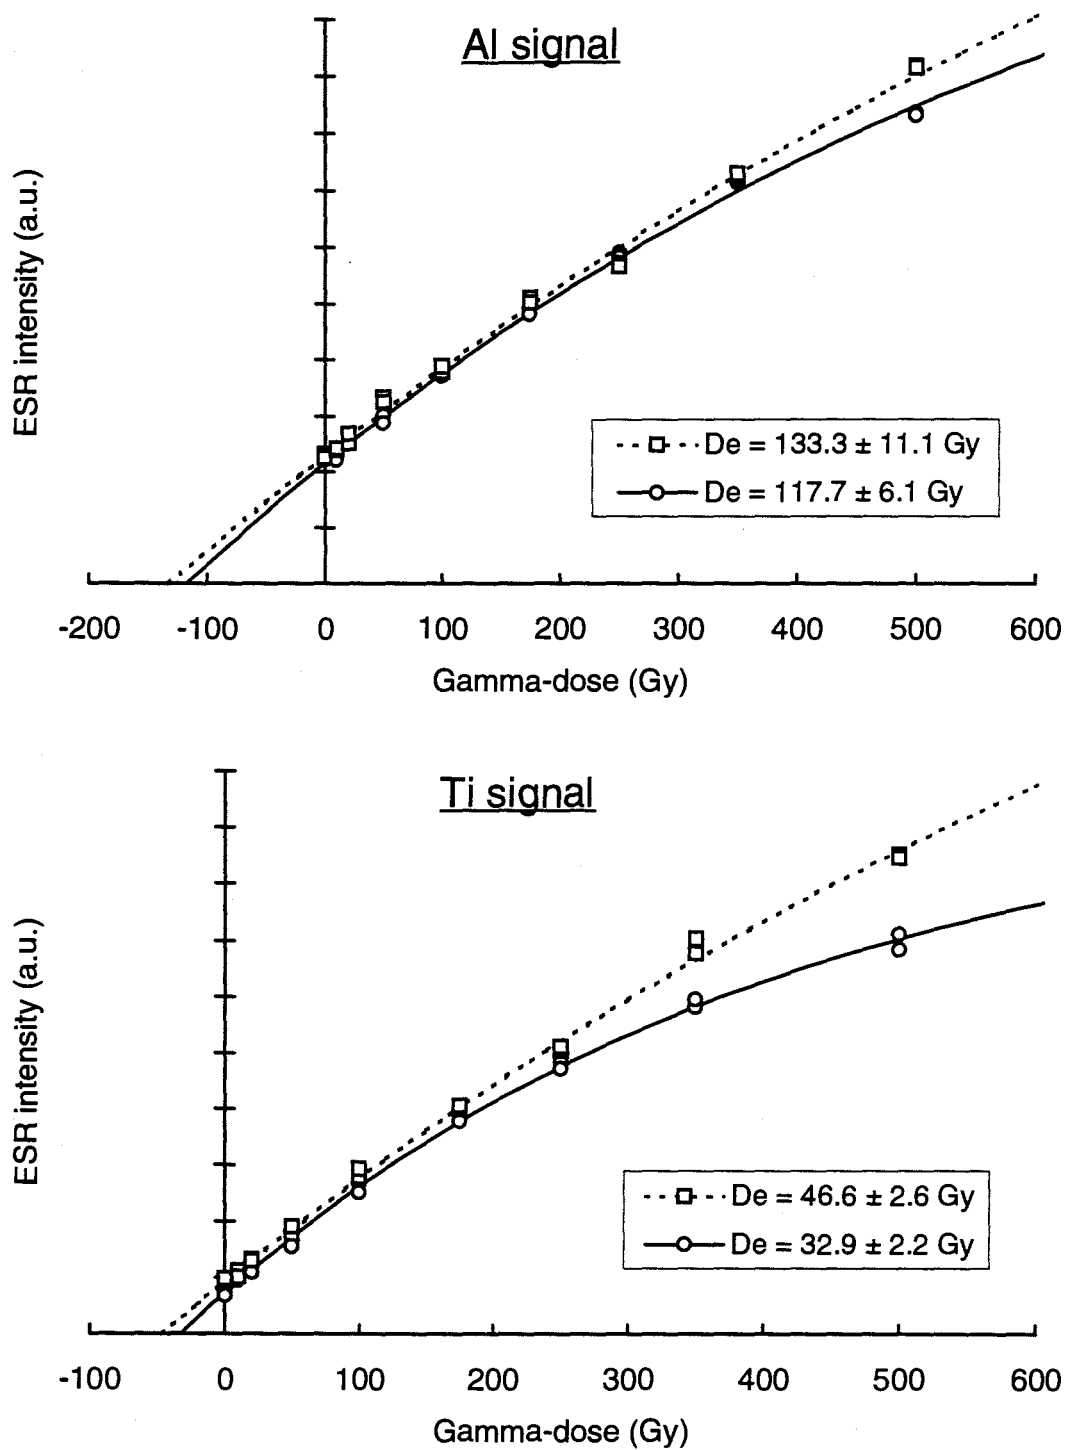 Al signal
ESR intensity (a.u.)
De = 133.3 ± 11.1 Gy
De = 117.7 ± 6.1 Gy
-200 -100 0 100 200 300 400 500 600
Gamma-dose (Gy)
Ti signal
ESR intensity (a.u.)
De = 46.6 ± 2.6 Gy
De = 32.9 ± 2.2 Gy
-100 0 100 200 300 400 500 600
Gamma-dose (Gy)